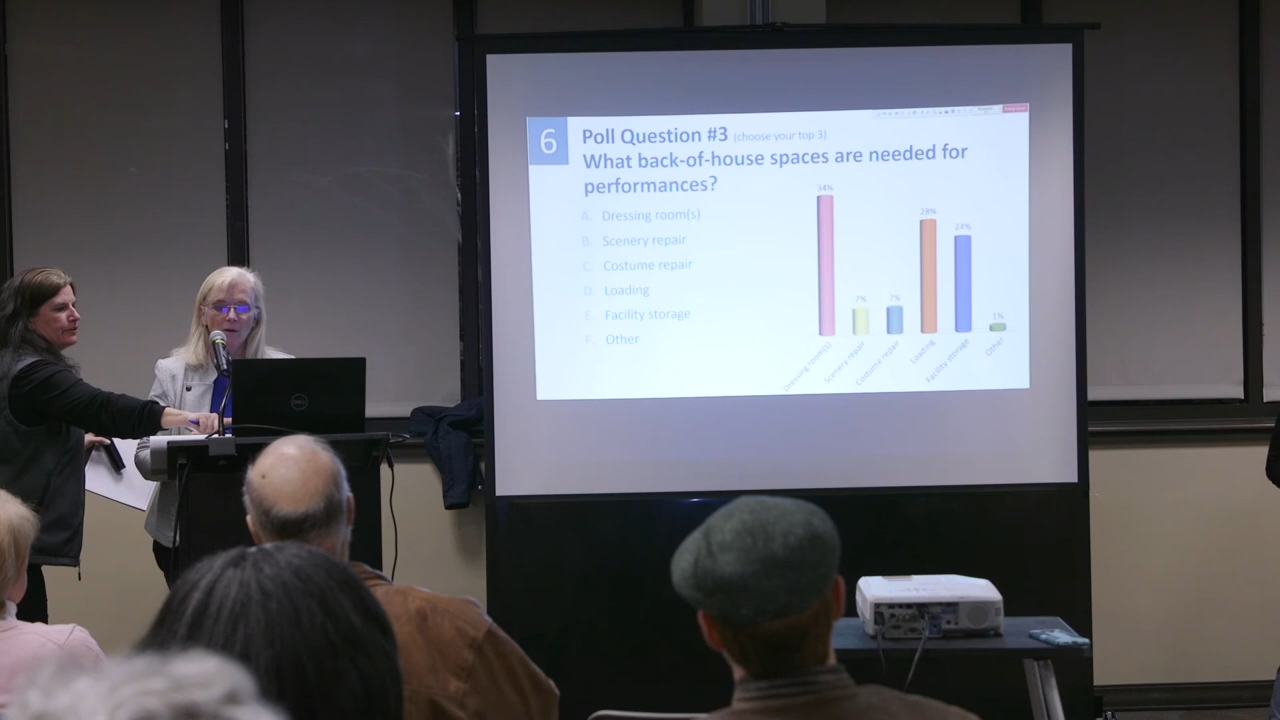 6
Poll Question #3 (choose your top 3)
What back-of-house spaces are needed for
performances?
A. Dressing room(s)
B. Scenery repair
C. Costume repair
D. Loading
E. Facility storage
F. Other
34%
7%
7%
28%
24%
1%
Dressing room(s)
Scenery repair
Costume repair
Loading
Facility storage
Other
DELL